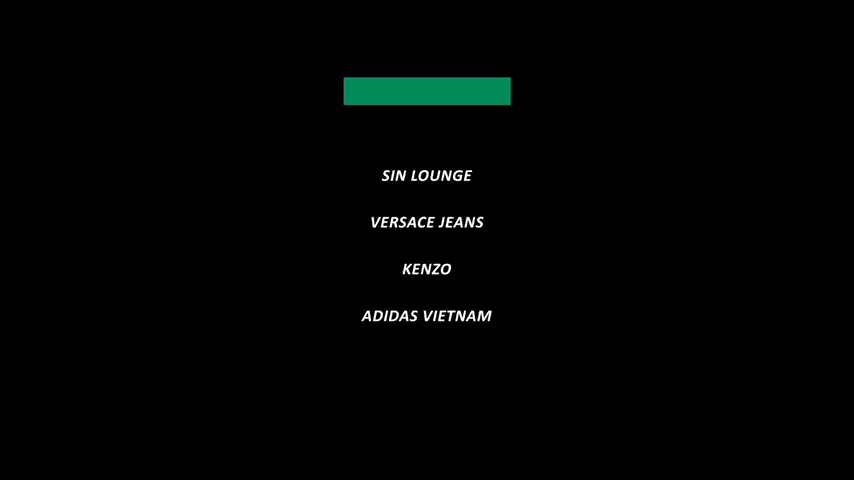 SIN LOUNGE
VERSACE JEANS
KENZO
ADIDAS VIETNAM